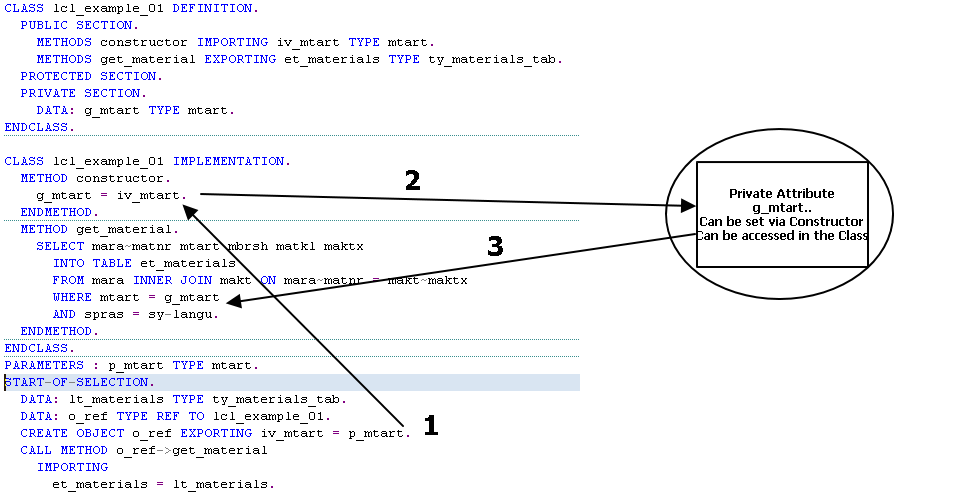 CLASS lcl_example_01 DEFINITION.
PUBLIC SECTION.
METHODS constructor IMPORTING iv_mtart TYPE mtart.
METHODS get_material EXPORTING et_materials TYPE ty_materials_tab.
PROTECTED SECTION.
PRIVATE SECTION.
DATA: g_mtart TYPE mtart.
ENDCLASS.
CLASS lcl_example_01 IMPLEMENTATION.
METHOD constructor.
g_mtart = iv_mtart.
ENDMETHOD.
METHOD get_material.
SELECT mara~matnr mtart mbrsh matkl maktx
INTO TABLE et_materials
FROM mara INNER JOIN makt ON mara~matnr = makt~maktx
WHERE mtart = g_mtart
AND spras = sy-langu.
ENDMETHOD.
ENDCLASS.
PARAMETERS : p_mtart TYPE mtart.
START-OF-SELECTION.
DATA: lt_materials TYPE ty_materials_tab.
DATA: o_ref TYPE REF TO lcl_example_01.
CREATE OBJECT o_ref EXPORTING iv_mtart = p_mtart.
CALL METHOD o_ref->get_material
IMPORTING
et_materials = lt_materials.
1
2
3
Private Attribute
g_mtart..
Can be set via Constructor
Can be accessed in the Class